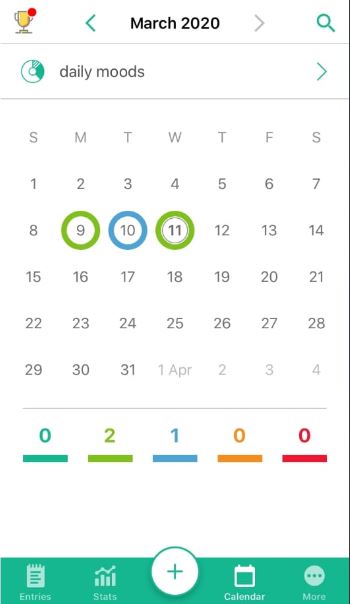 March 2020
daily moods
S M T W T F S
1 2 3 4 5 6 7
8 9 10 11 12 13 14
15 16 17 18 19 20 21
22 23 24 25 26 27 28
29 30 31 1 Apr 2 3 4
0 2 1 0 0
+
Entries Stats Calendar More